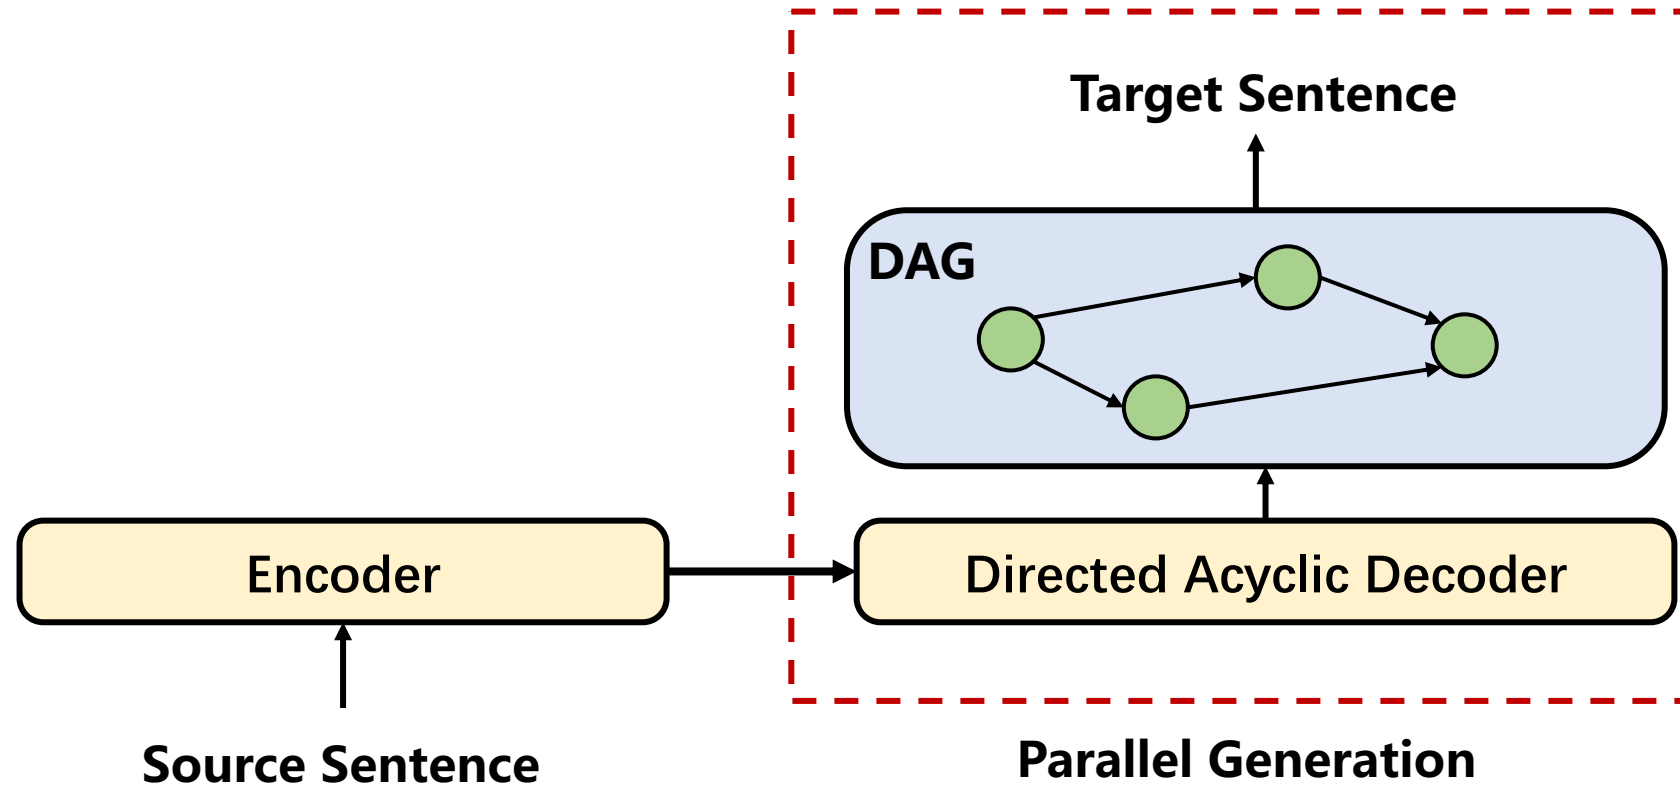 Target Sentence
DAG
Encoder
Directed Acyclic Decoder
Source Sentence
Parallel Generation